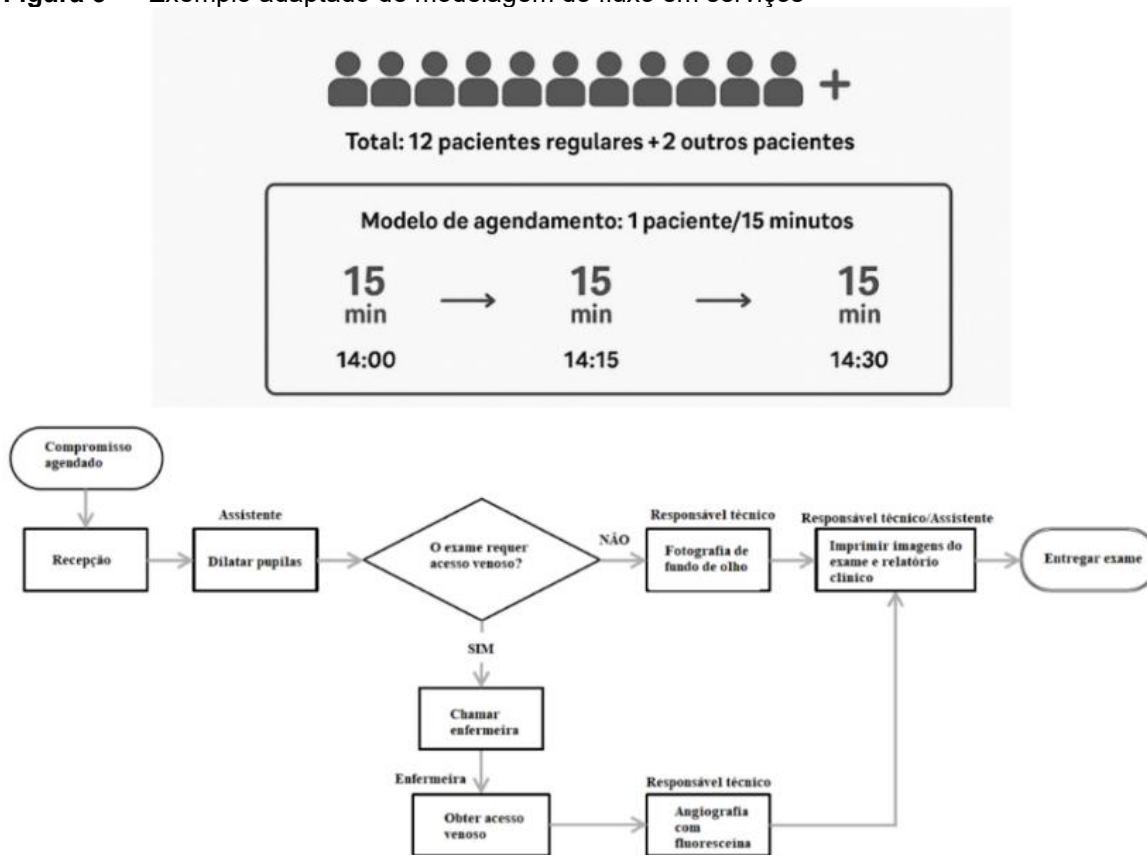 Total: 12 pacientes regulares + 2 outros pacientes
Modelo de agendamento: 1 paciente/15 minutos
15
min
14:00
15
min
14:15
15
min
14:30
Compromisso
agendado
Recepção
Assistente
Dilatar pupilas
O exame requer
acesso venoso?
NÃO
Responsável técnico
Fotografia de
fundo de olho
Responsável técnico/Assistente
Imprimir imagens do
exame e relatório
clínico
Entregar exame
SIM
Chamar
enfermeira
Enfermeira
Obter acesso
venoso
Responsável técnico
Angiografia
com
fluoresceína